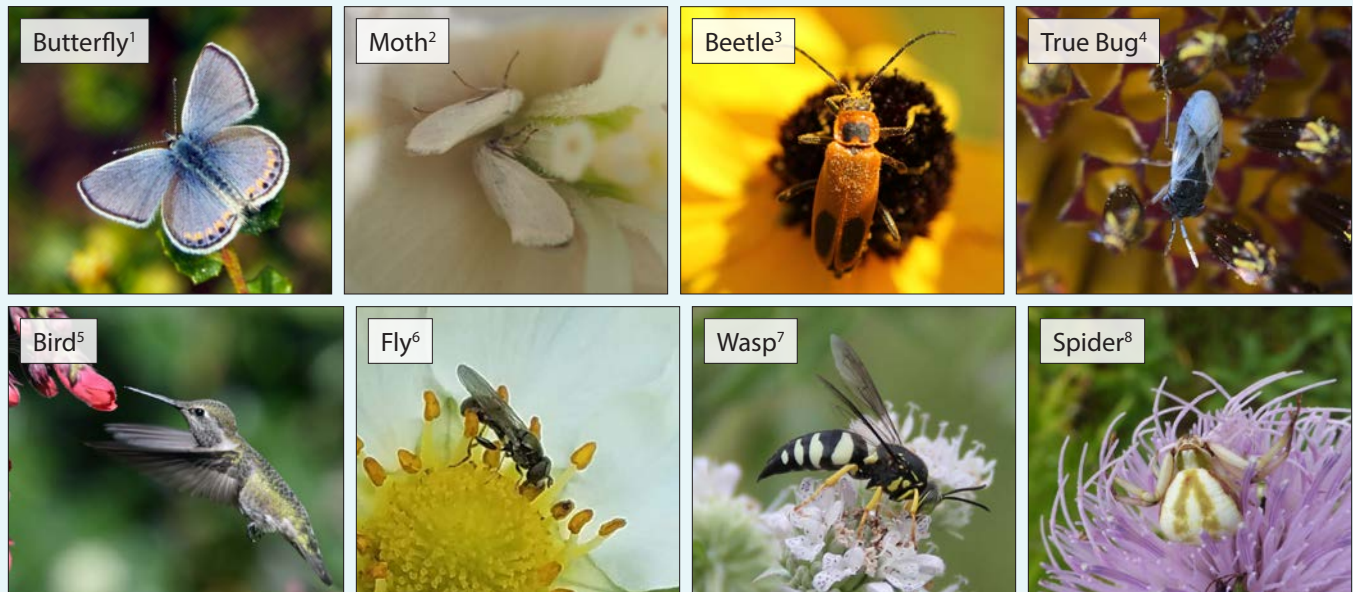 Butterfly¹
Moth²
Beetle³
True Bug⁴
Bird⁵
Fly⁶
Wasp⁷
Spider⁸